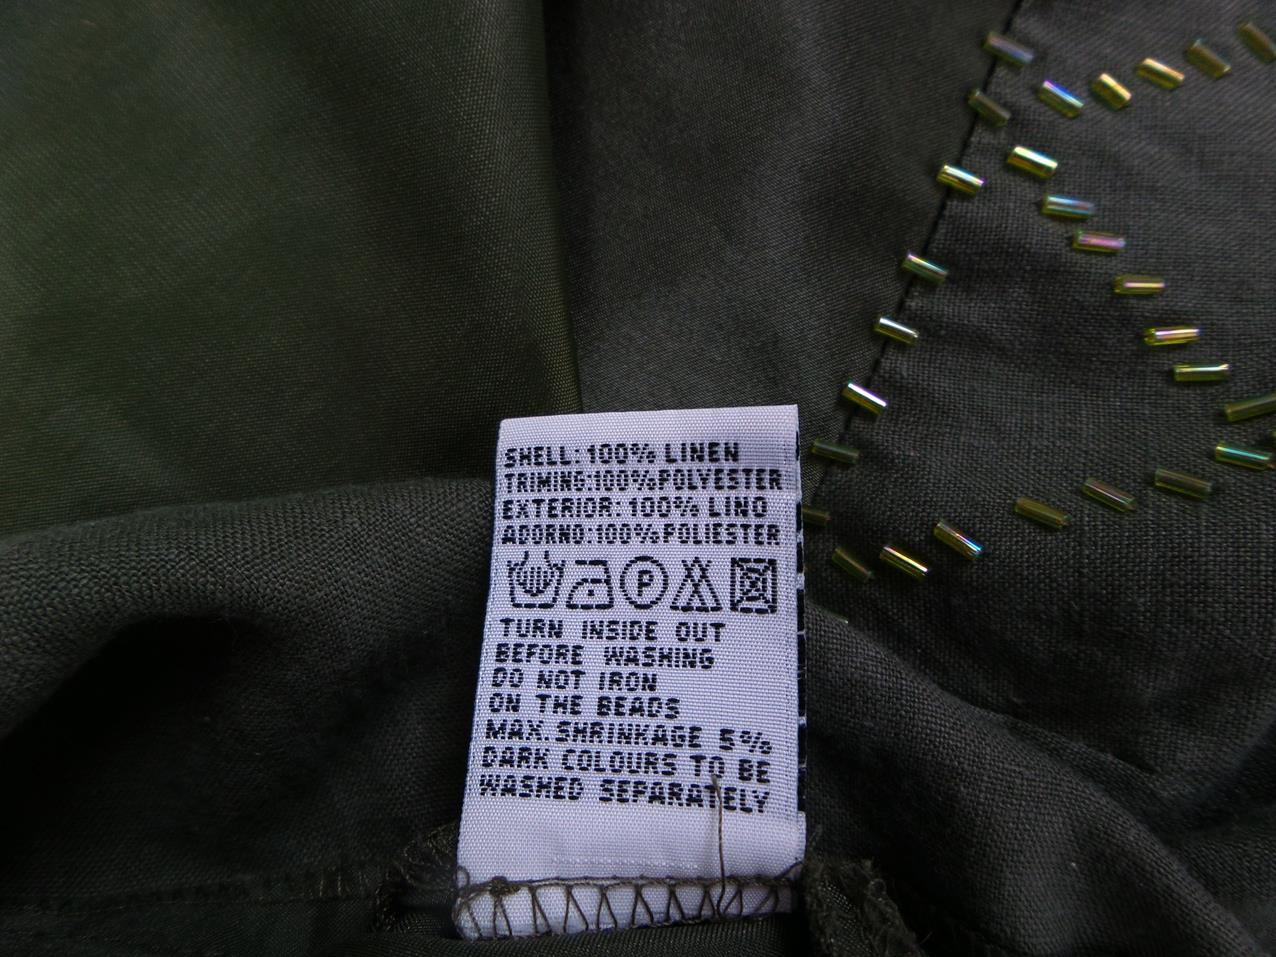 SHELL:100% LINEN
TRIMING:100%POLYESTER
EXTERIOR:100% LINO
ADORNO:100%POLIESTER
P
TURN INSIDE OUT
BEFORE WASHING
DO NOT IRON
ON THE BEADS
MAX.SHRINKAGE 5%
DARK COLOURS TO BE
WASHED SEPARATELY